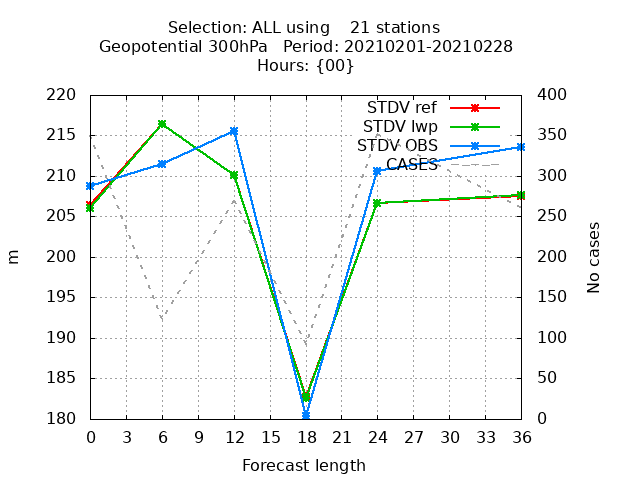 Selection: ALL using    21 stations
Geopotential 300hPa   Period: 20210201-20210228
Hours: {00}
220
215
210
205
200
195
190
185
180
m
400
350
300
250
200
150
100
50
0
No cases
STDV ref
STDV lwp
STDV OBS
CASES
0 3 6 9 12 15 18 21 24 27 30 33 36
Forecast length